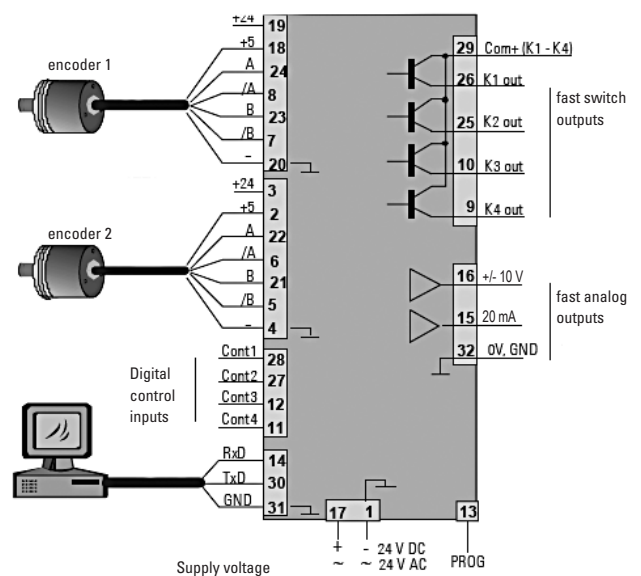 +24 19
+5 18
encoder 1
A 24
/A 8
B 23
/B 7
- 20
+24 3
+5 2
encoder 2
A 22
/A 6
B 21
/B 5
- 4
Cont1 28
Cont2 27
Cont3 12
Cont4 11
Digital
control
inputs
RxD 14
TxD 30
GND 31
29 Com+ (K1 - K4)
26 K1 out
25 K2 out
10 K3 out
9 K4 out
fast switch
outputs
16 +/- 10 V
15 20 mA
32 0V, GND
fast analog
outputs
17 1 13
+ - 24 V DC
~ ~ 24 V AC
PROG
Supply voltage